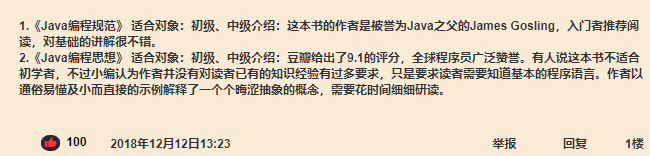 1.《Java编程规范》 适合对象：初级、中级介绍：这本书的作者是被誉为Java之父的James Gosling，入门者推荐阅
读，对基础的讲解很不错。
2.《Java编程思想》 适合对象：初级、中级介绍：豆瓣给出了9.1的评分，全球程序员广泛赞誉。有人说这本书不适合
初学者，不过小编认为作者并没有对读者已有的知识经验有过多要求，只是要求读者需要知道基本的程序语言。作者以
通俗易懂及小而直接的示例解释了一个个晦涩抽象的概念，需要花时间细细研读。
100 2018年12月12日13:23 举报 回复 1楼